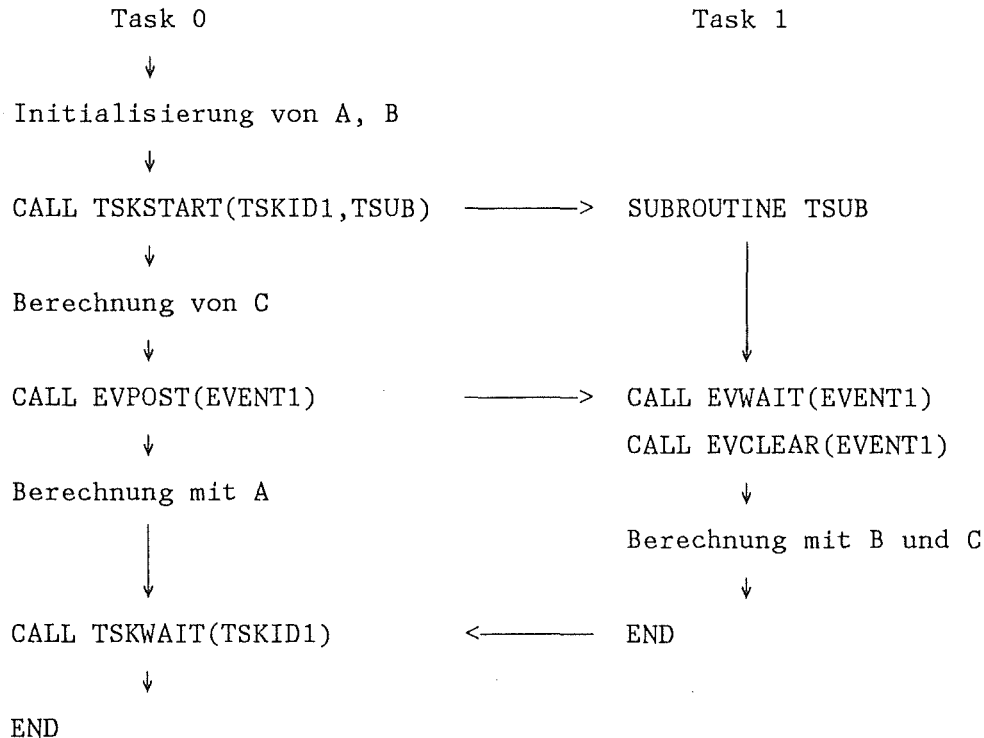 Task 0 Task 1
Initialisierung von A, B
CALL TSKSTART(TSKID1,TSUB) SUBROUTINE TSUB
Berechnung von C
CALL EVPOST(EVENT1) CALL EVWAIT(EVENT1)
CALL EVCLEAR(EVENT1)
Berechnung mit A
Berechnung mit B und C
CALL TSKWAIT(TSKID1) END
END